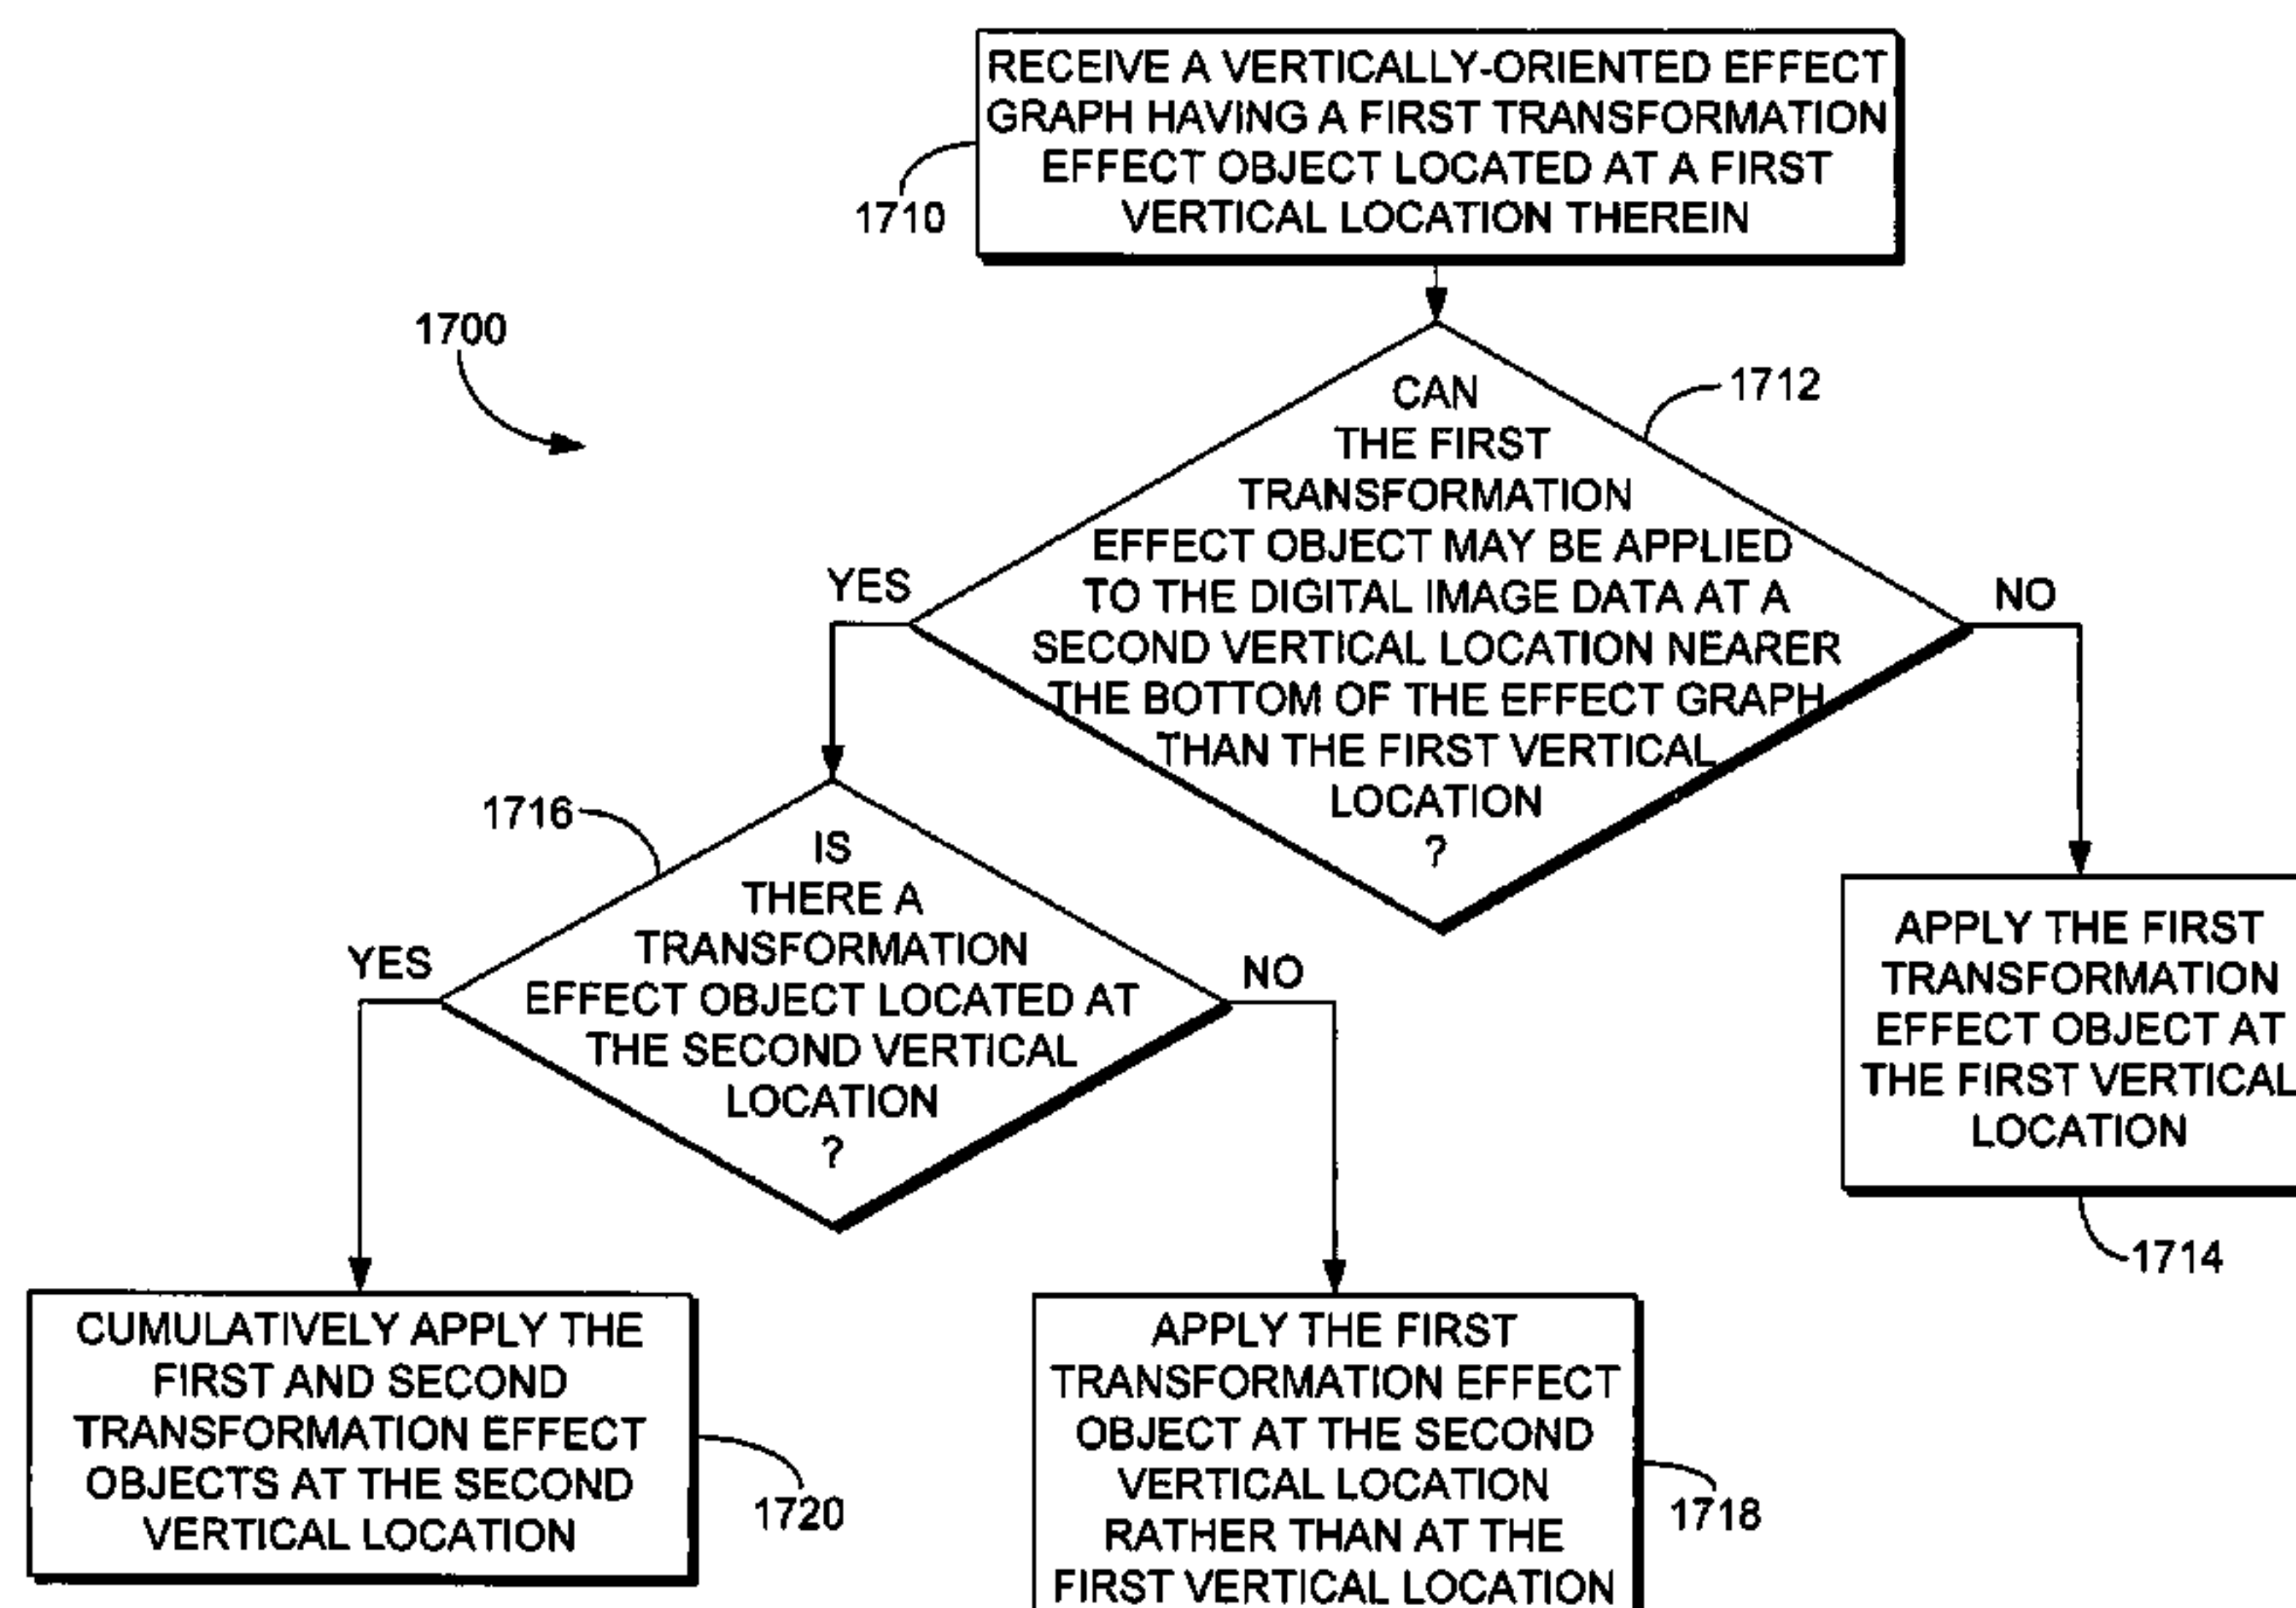 RECEIVE A VERTICALLY-ORIENTED EFFECT
GRAPH HAVING A FIRST TRANSFORMATION
EFFECT OBJECT LOCATED AT A FIRST
VERTICAL LOCATION THEREIN
1710
1700
CAN
THE FIRST
TRANSFORMATION
EFFECT OBJECT MAY BE APPLIED
TO THE DIGITAL IMAGE DATA AT A
SECOND VERTICAL LOCATION NEARER
THE BOTTOM OF THE EFFECT GRAPH
THAN THE FIRST VERTICAL
LOCATION
?
1712
YES
NO
1716
IS
THERE A
TRANSFORMATION
EFFECT OBJECT LOCATED AT
THE SECOND VERTICAL
LOCATION
?
YES
NO
APPLY THE FIRST
TRANSFORMATION
EFFECT OBJECT AT
THE FIRST VERTICAL
LOCATION
1714
CUMULATIVELY APPLY THE
FIRST AND SECOND
TRANSFORMATION EFFECT
OBJECTS AT THE SECOND
VERTICAL LOCATION
1720
APPLY THE FIRST
TRANSFORMATION EFFECT
OBJECT AT THE SECOND
VERTICAL LOCATION
RATHER THAN AT THE
FIRST VERTICAL LOCATION
1718